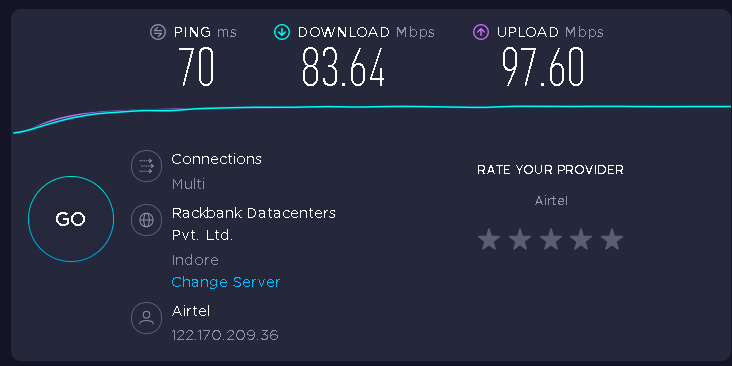 PING ms
DOWNLOAD Mbps
UPLOAD Mbps
70
83.64
97.60
GO
Connections
Multi
Rackbank Datacenters
Pvt. Ltd.
Indore
Change Server
Airtel
122.170.209.36
RATE YOUR PROVIDER
Airtel